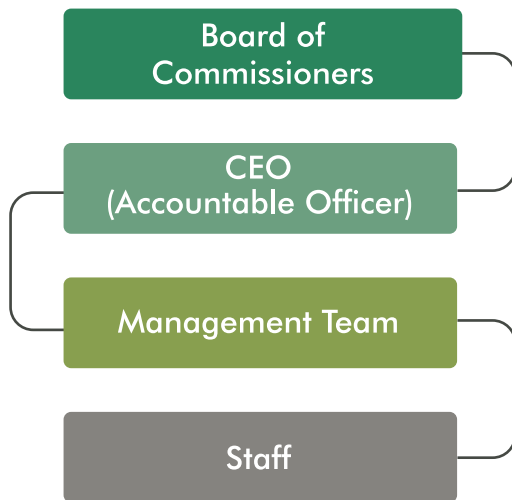 Board of
Commissioners
CEO
(Accountable Officer)
Management Team
Staff